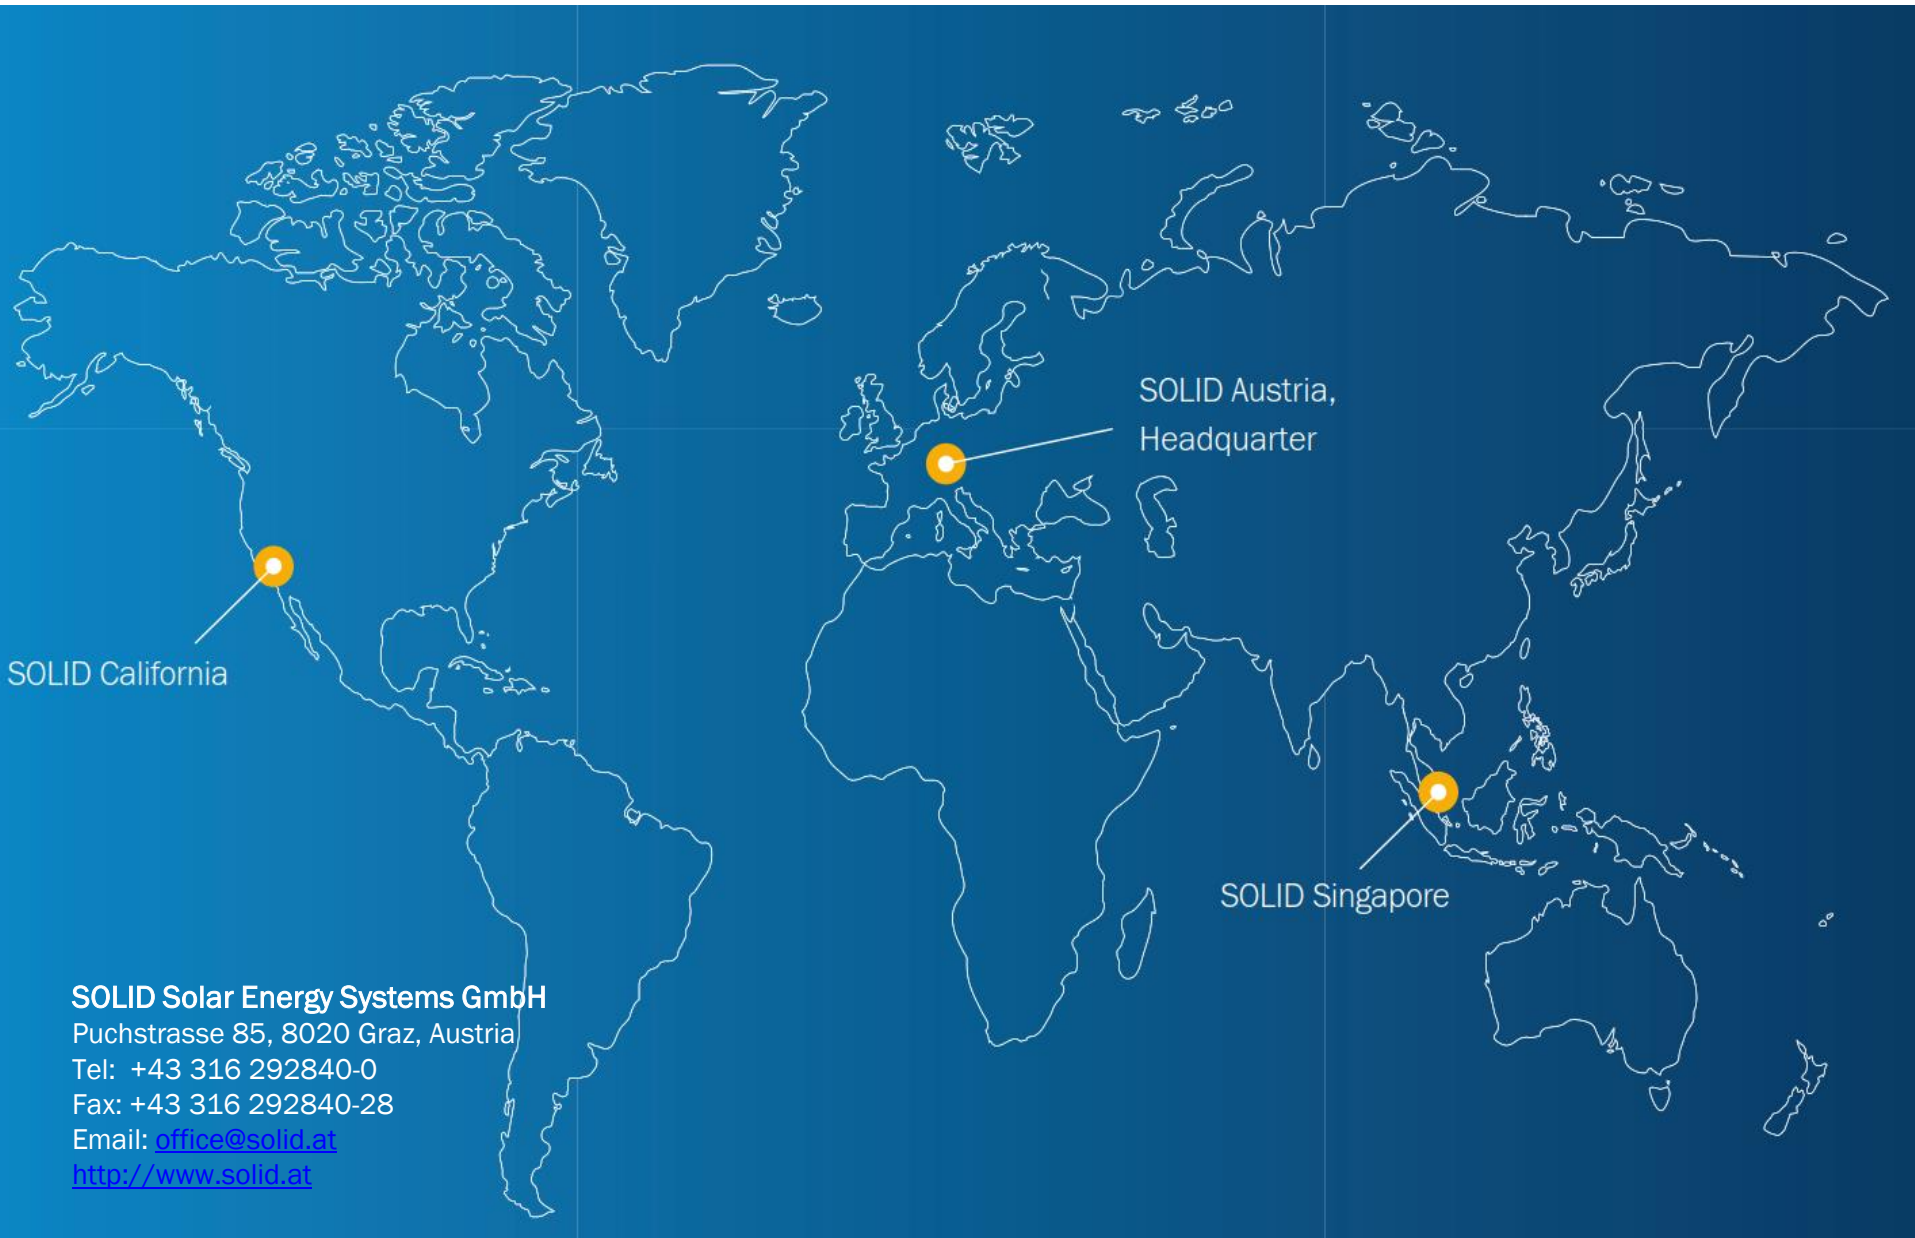 SOLID Austria,
Headquarter
SOLID California
SOLID Singapore
SOLID Solar Energy Systems GmbH
Puchstrasse 85, 8020 Graz, Austria
Tel: +43 316 292840-0
Fax: +43 316 292840-28
Email: office@solid.at
http://www.solid.at